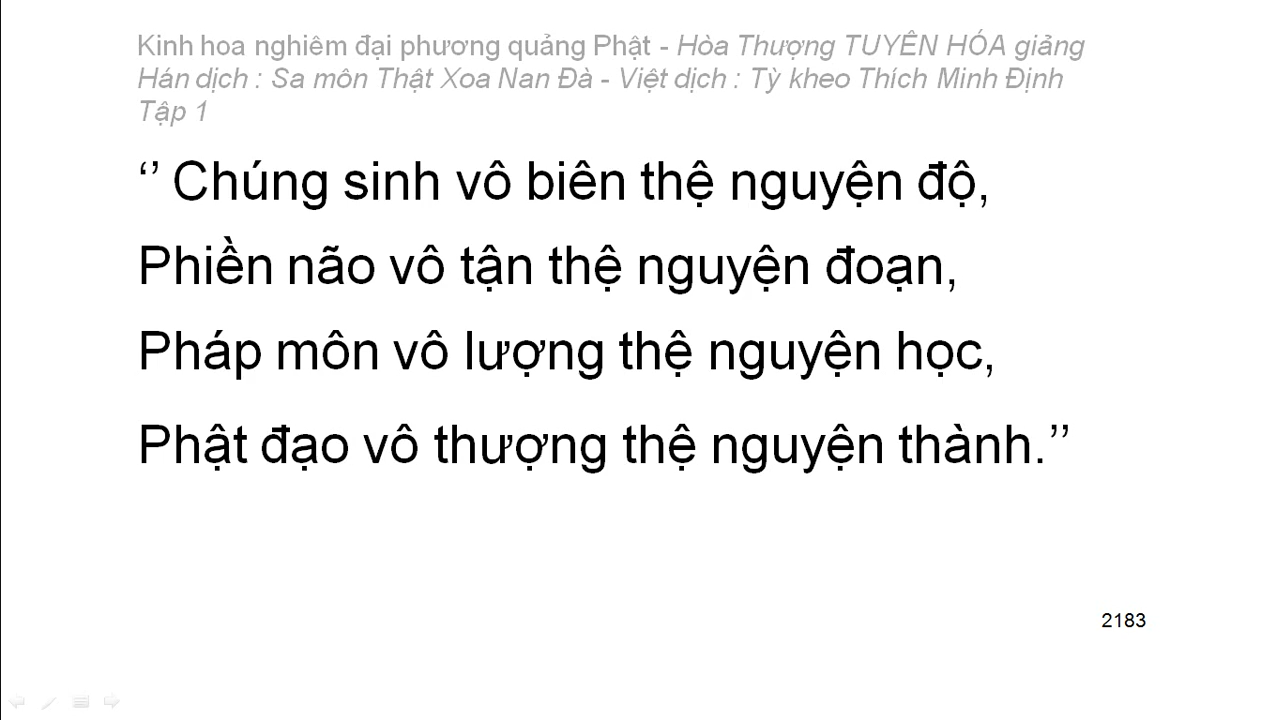 Kinh hoa nghiêm đại phương quảng Phật - Hòa Thượng TUYÊN HÓA giảng
Hán dịch : Sa môn Thật Xoa Nan Đà - Việt dịch : Tỳ kheo Thích Minh Định
Tập 1
‘’ Chúng sinh vô biên thệ nguyện độ,
Phiền não vô tận thệ nguyện đoạn,
Pháp môn vô lượng thệ nguyện học,
Phật đạo vô thượng thệ nguyện thành.’’
2183